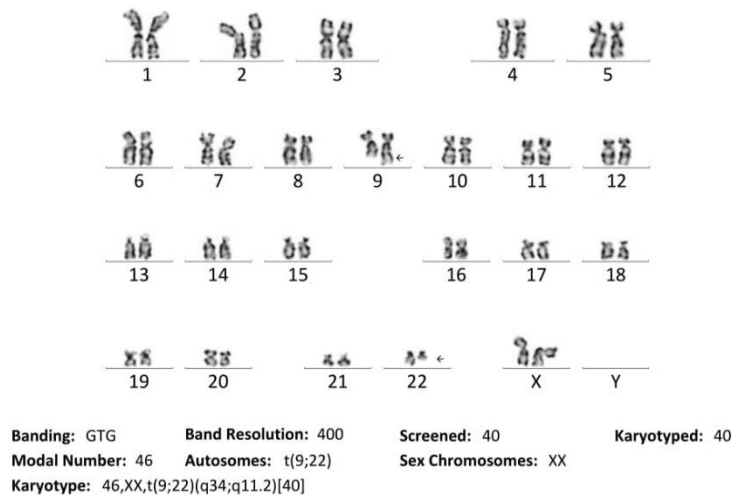 1 2 3 4 5
6 7 8 9 10 11 12
13 14 15 16 17 18
19 20 21 22 X Y
Banding: GTG Band Resolution: 400 Screened: 40 Karyotyped: 40
Modal Number: 46 Autosomes: t(9;22) Sex Chromosomes: XX
Karyotype: 46,XX,t(9;22)(q34;q11.2)[40]